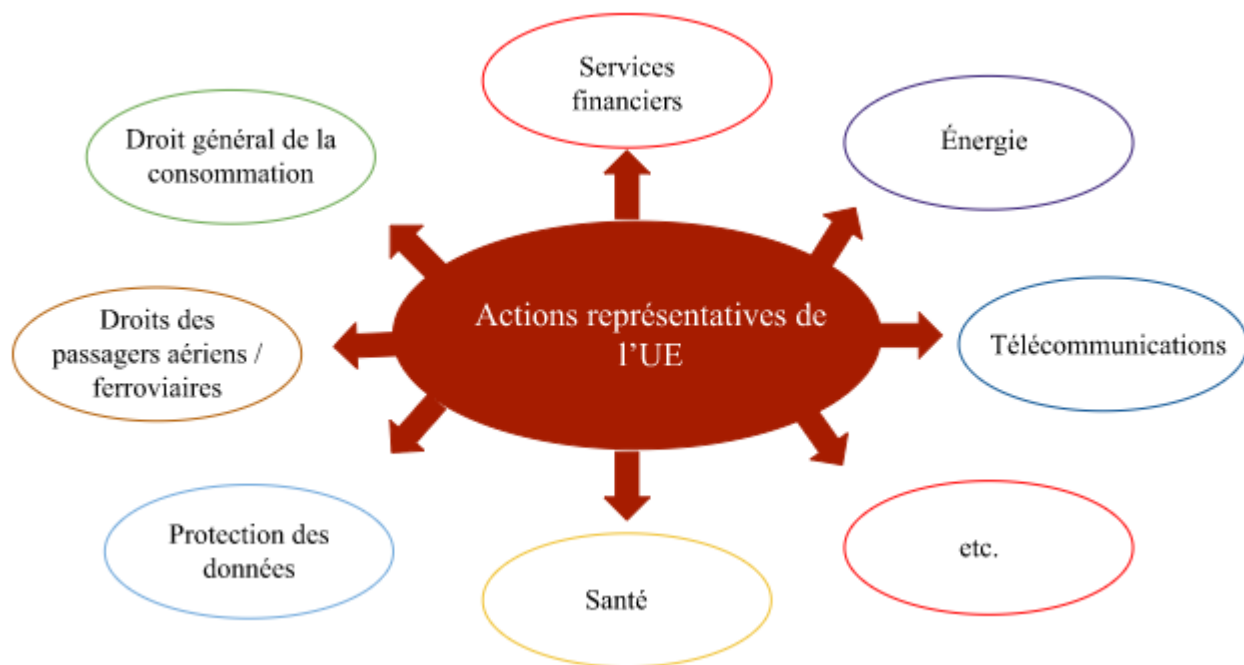 Services
financiers
Droit général de la
consommation
Énergie
Actions représentatives de
l’UE
Droits des
passagers aériens /
ferroviaires
Télécommunications
Protection des
données
Santé
etc.